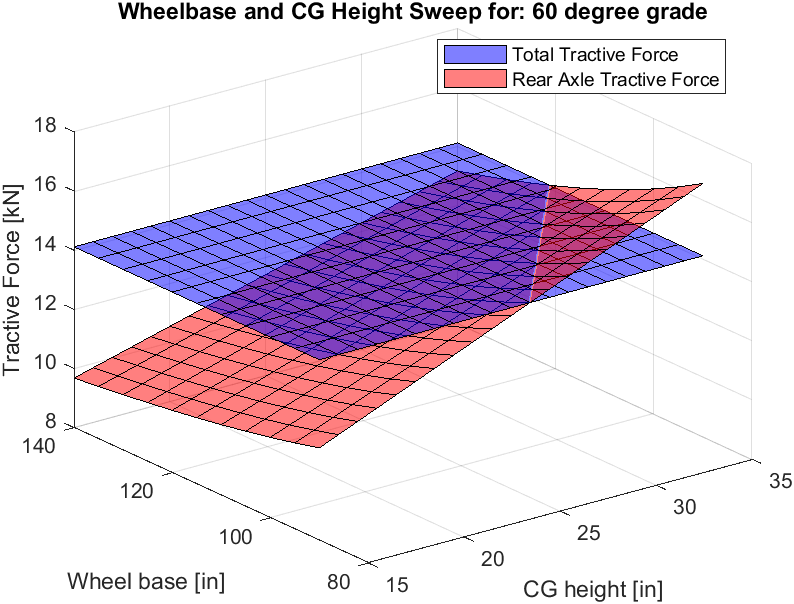 Wheelbase and CG Height Sweep for: 60 degree grade
Total Tractive Force
Rear Axle Tractive Force
Tractive Force [kN]
18
16
14
12
10
8
140
120
100
80
Wheel base [in]
15
20
25
30
35
CG height [in]